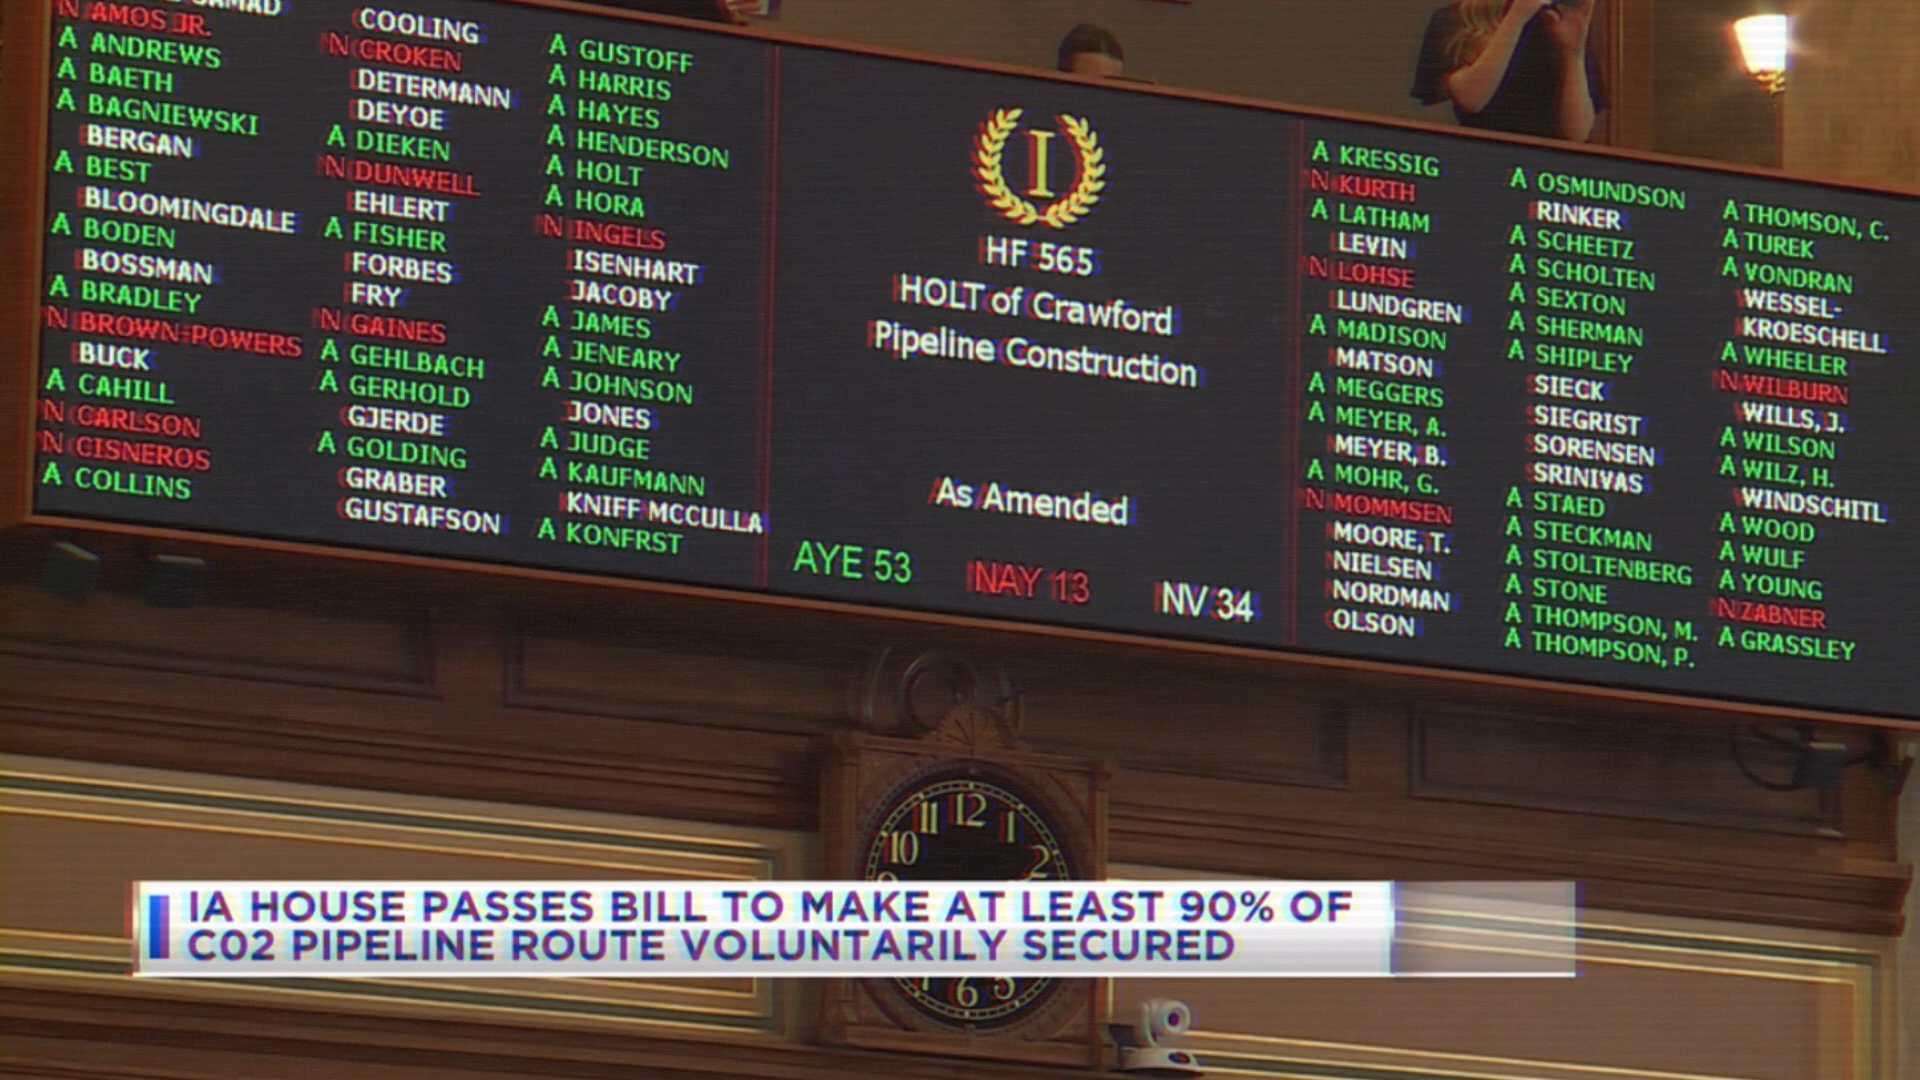 N AMOS JR.
A ANDREWS
A BAETH
A BAGNIEWSKI
BERGAN
A BEST
BLOOMINGDALE
A BODEN
BOSSMAN
A BRADLEY
N BROWN-POWERS
BUCK
A CAHILL
N CARLSON
N CISNEROS
A COLLINS
COOLING
N CROKEN
DETERMANN
DEYOE
A DIEKEN
N DUNWELL
EHLERT
A FISHER
FORBES
FRY
N GAINES
A GEHLBACH
A GERHOLD
GJERDE
A GOLDING
GRABER
GUSTAFSON
A GUSTOFF
A HARRIS
A HAYES
A HENDERSON
A HOLT
A HORA
N INGELS
ISENHART
JACOBY
A JAMES
A JENEARY
A JOHNSON
JONES
A JUDGE
A KAUFMANN
KNIFF MCCULLA
A KONFRST
I
HF 565
HOLT of Crawford
Pipeline Construction
As Amended
AYE 53 NAY 13 NV 34
A KRESSIG
N KURTH
A LATHAM
LEVIN
N LOHSE
LUNDGREN
A MADISON
MATSON
A MEGGERS
A MEYER, A.
MEYER, B.
A MOHR, G.
N MOMMSEN
MOORE, T.
NIELSEN
NORDMAN
OLSON
A OSMUNDSON
RINKER
A SCHEETZ
A SCHOLTEN
A SEXTON
A SHERMAN
A SHIPLEY
SIECK
SIEGRIST
SORENSEN
SRINIVAS
A STAED
A STECKMAN
A STOLTENBERG
A STONE
A THOMPSON, M.
A THOMPSON, P.
A THOMSON, C.
A TUREK
A VONDRAN
WESSEL-
KROESCHELL
A WHEELER
N WILBURN
WILLS, J.
A WILSON
A WILZ, H.
WINDSCHITL
A WOOD
A WULF
A YOUNG
N ZABNER
A GRASSLEY
10 11 12 1 2
IA HOUSE PASSES BILL TO MAKE AT LEAST 90% OF
C02 PIPELINE ROUTE VOLUNTARILY SECURED
6 5